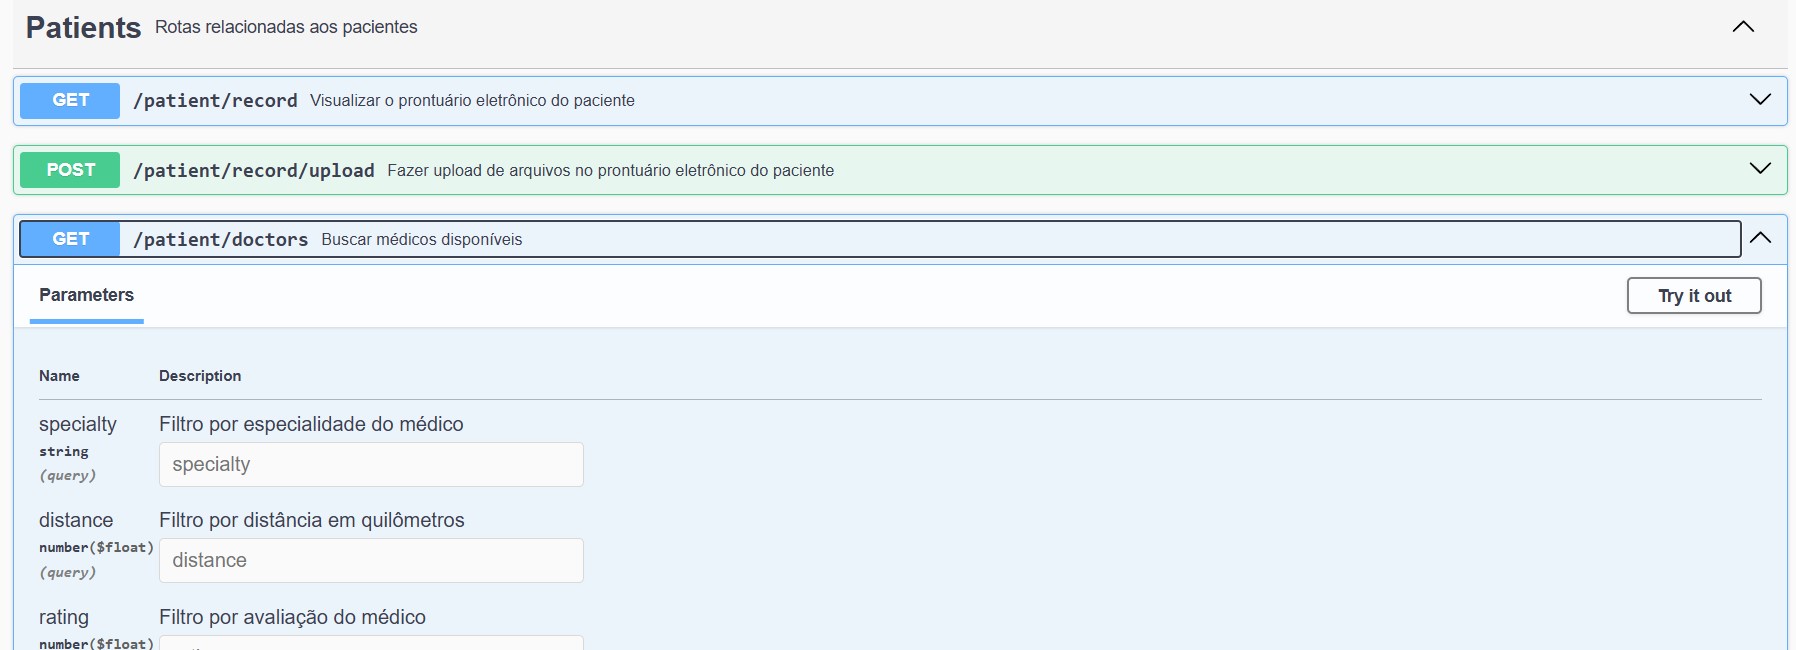 Patients Rotas relacionadas aos pacientes
GET /patient/record Visualizar o prontuário eletrônico do paciente
POST /patient/record/upload Fazer upload de arquivos no prontuário eletrônico do paciente
GET /patient/doctors Buscar médicos disponíveis
Parameters Try it out
Name Description
specialty Filtro por especialidade do médico
string specialty
(query)
distance Filtro por distância em quilômetros
number($float) distance
(query)
rating Filtro por avaliação do médico
number($float)